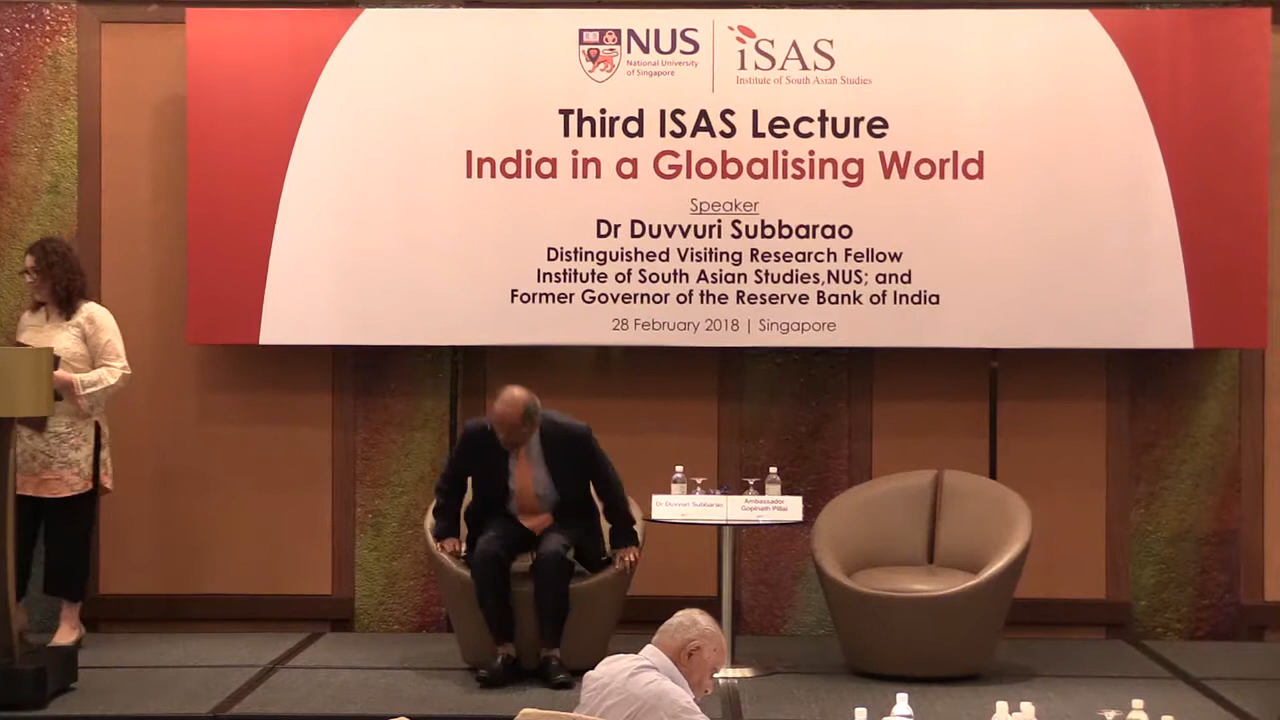 NUS
National University
of Singapore
iSAS
Institute of South Asian Studies
Third ISAS Lecture
India in a Globalising World
Speaker
Dr Duvvuri Subbarao
Distinguished Visiting Research Fellow
Institute of South Asian Studies,NUS; and
Former Governor of the Reserve Bank of India
28 February 2018 | Singapore
Dr Duvvuri Subbarao
Ambassador
Gopinath Pillai